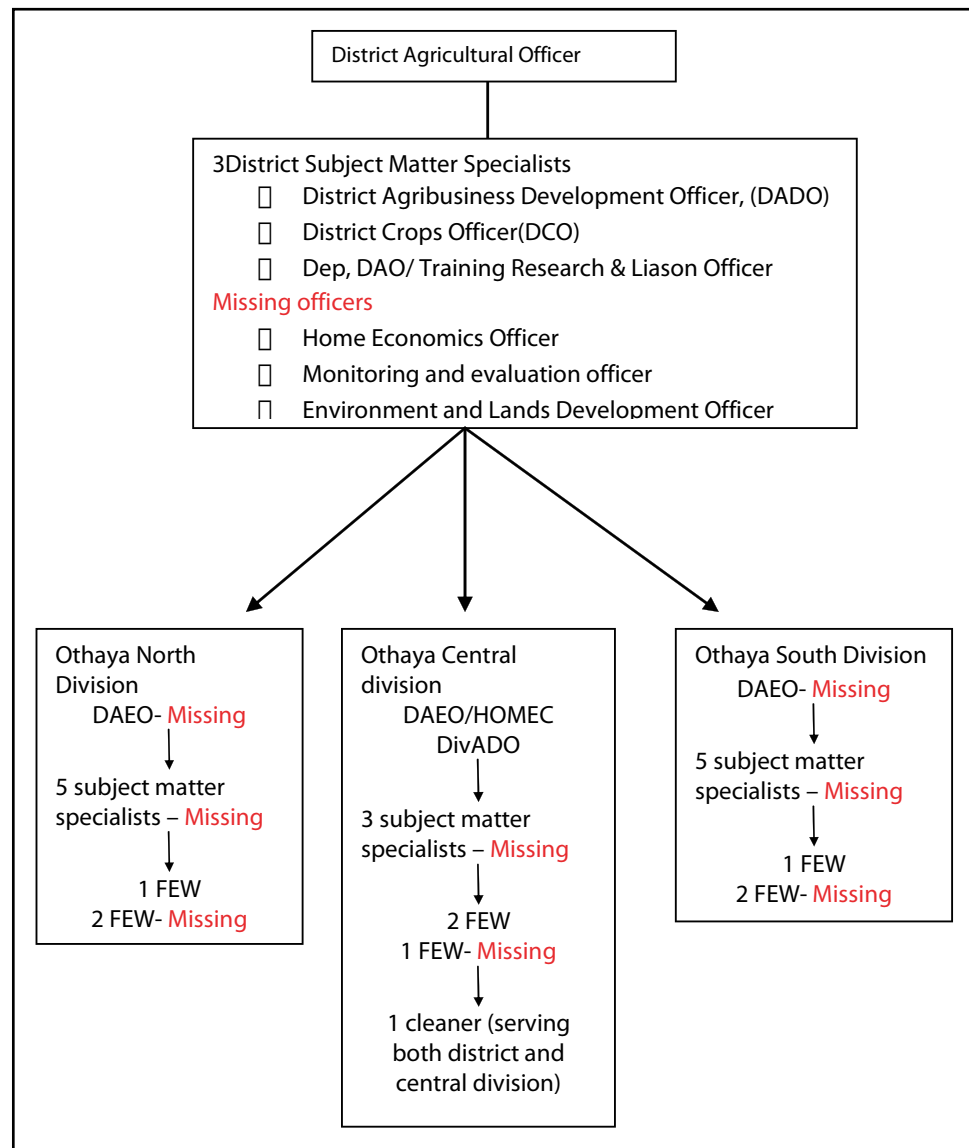 District Agricultural Officer
3District Subject Matter Specialists
District Agribusiness Development Officer, (DADO)
District Crops Officer(DCO)
Dep, DAO/ Training Research & Liason Officer
Missing officers
Home Economics Officer
Monitoring and evaluation officer
Environment and Lands Development Officer
Othaya North
Division
DAEO- Missing
5 subject matter
specialists – Missing
1 FEW
2 FEW- Missing
Othaya Central
division
DAEO/HOMEC
DivADO
3 subject matter
specialists – Missing
2 FEW
1 FEW- Missing
1 cleaner (serving
both district and
central division)
Othaya South Division
DAEO- Missing
5 subject matter
specialists – Missing
1 FEW
2 FEW- Missing